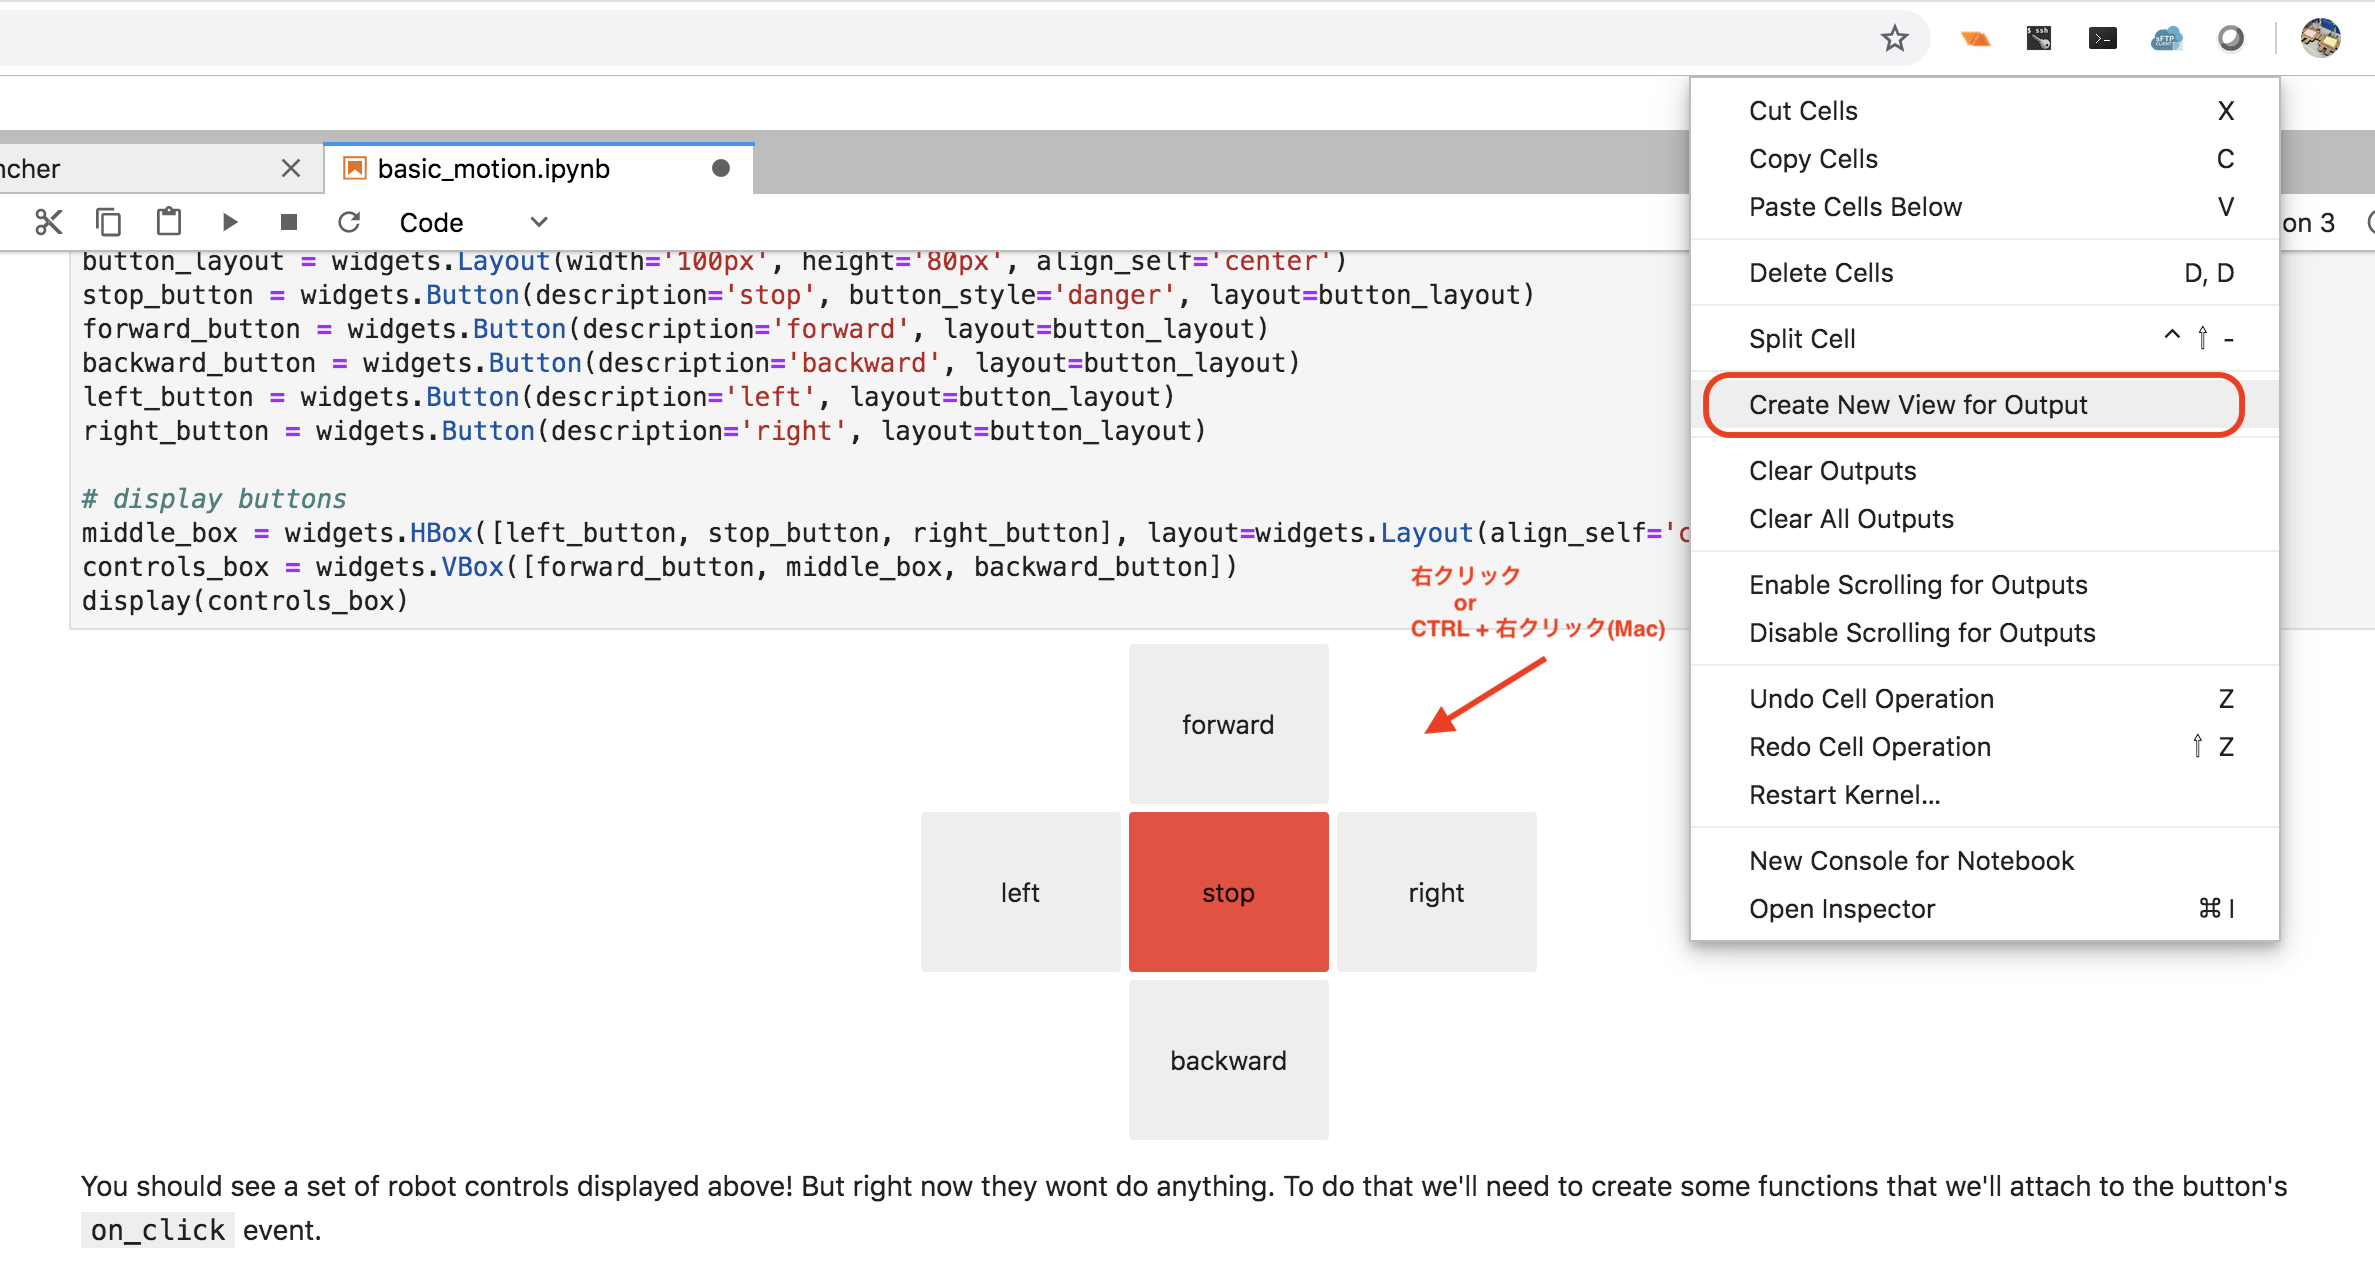 ncher
basic_motion.ipynb
Code
on 3
button_layout = widgets.Layout(width='100px', height='80px', align_self='center')
stop_button = widgets.Button(description='stop', button_style='danger', layout=button_layout)
forward_button = widgets.Button(description='forward', layout=button_layout)
backward_button = widgets.Button(description='backward', layout=button_layout)
left_button = widgets.Button(description='left', layout=button_layout)
right_button = widgets.Button(description='right', layout=button_layout)
# display buttons
middle_box = widgets.HBox([left_button, stop_button, right_button], layout=widgets.Layout(align_self='c
controls_box = widgets.VBox([forward_button, middle_box, backward_button])
display(controls_box)
右クリック
or
CTRL + 右クリック(Mac)
forward
left
stop
right
backward
You should see a set of robot controls displayed above! But right now they wont do anything. To do that we'll need to create some functions that we'll attach to the button's
on_click event.
Cut Cells X
Copy Cells C
Paste Cells Below V
Delete Cells D, D
Split Cell ^ ⇧ -
Create New View for Output
Clear Outputs
Clear All Outputs
Enable Scrolling for Outputs
Disable Scrolling for Outputs
Undo Cell Operation Z
Redo Cell Operation ⇧ Z
Restart Kernel...
New Console for Notebook
Open Inspector ⌘ I